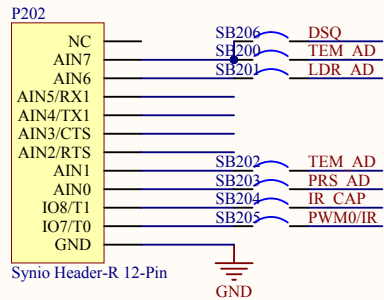 P202
NC SB206 DSQ
AIN7 SB200 TEM_AD
AIN6 SB201 LDR_AD
AIN5/RX1
AIN4/TX1
AIN3/CTS
AIN2/RTS
AIN1 SB202 TEM_AD
AIN0 SB203 PRS_AD
IO8/T1 SB204 IR_CAP
IO7/T0 SB205 PWM0/IR
GND
Synio Header-R 12-Pin
GND